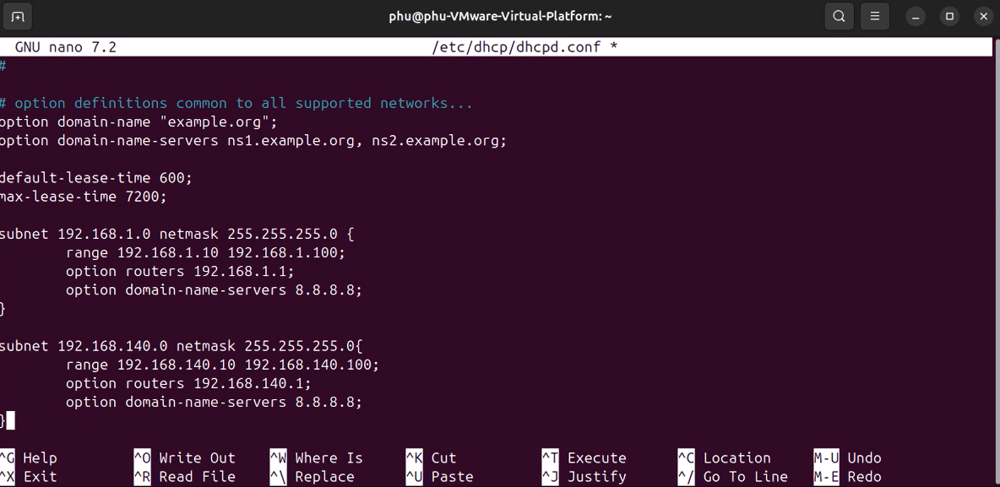 phu@phu-VMware-Virtual-Platform: ~
GNU nano 7.2 /etc/dhcp/dhcpd.conf *
#
# option definitions common to all supported networks...
option domain-name "example.org";
option domain-name-servers ns1.example.org, ns2.example.org;
default-lease-time 600;
max-lease-time 7200;
subnet 192.168.1.0 netmask 255.255.255.0 {
range 192.168.1.10 192.168.1.100;
option routers 192.168.1.1;
option domain-name-servers 8.8.8.8;
}
subnet 192.168.140.0 netmask 255.255.255.0{
range 192.168.140.10 192.168.140.100;
option routers 192.168.140.1;
option domain-name-servers 8.8.8.8;
}
^G Help ^O Write Out ^W Where Is ^K Cut ^T Execute ^C Location M-U Undo
^X Exit ^R Read File ^\ Replace ^U Paste ^J Justify ^/ Go To Line M-E Redo